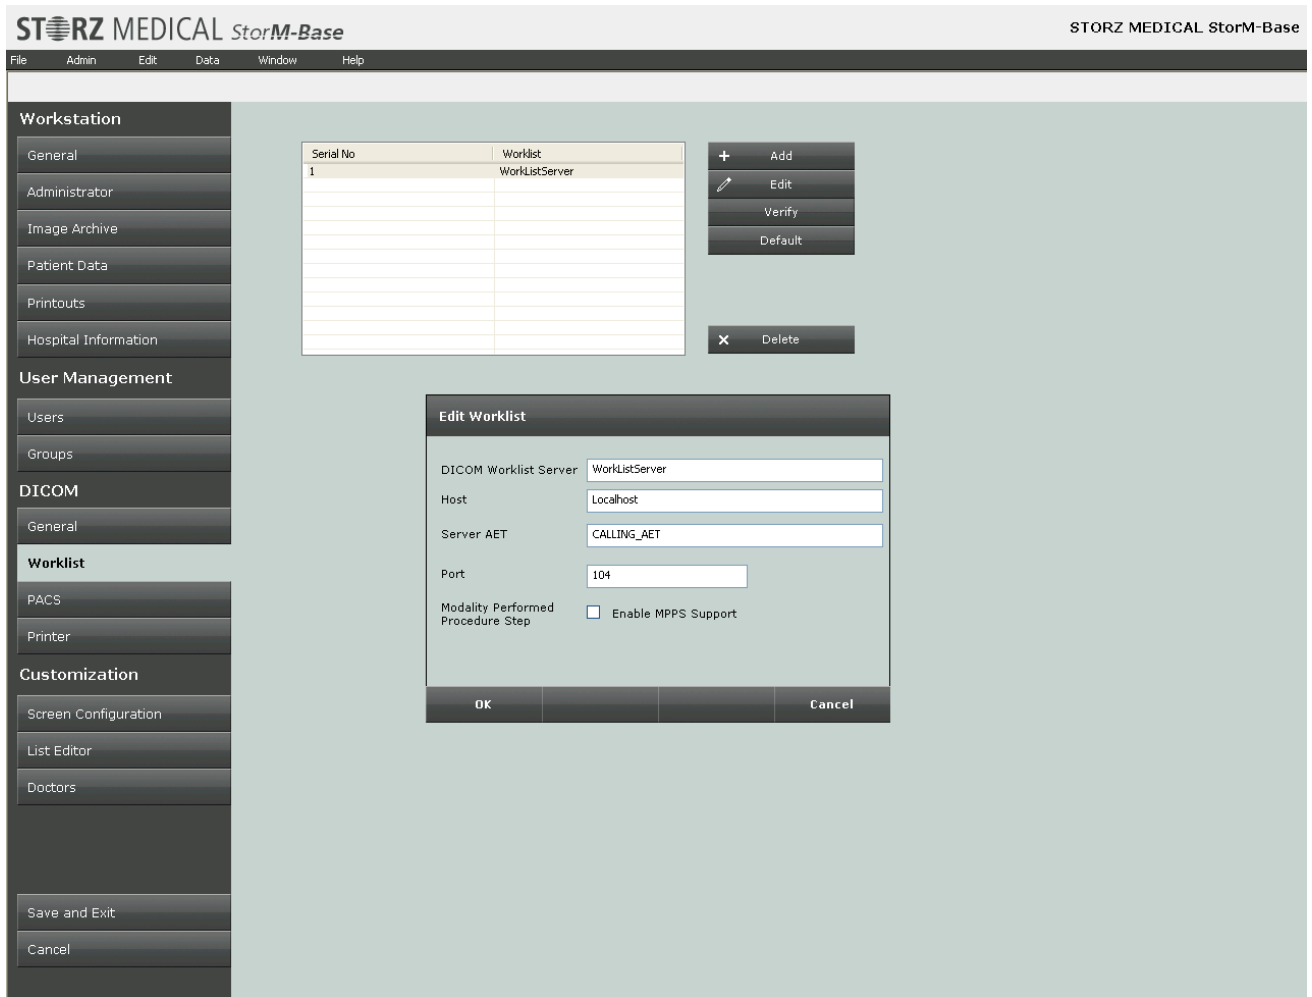 STORZ MEDICAL StorM-Base
STORZ MEDICAL StorM-Base
File Admin Edit Data Window Help
Workstation
General
Administrator
Image Archive
Patient Data
Printouts
Hospital Information
User Management
Users
Groups
DICOM
General
Worklist
PACS
Printer
Customization
Screen Configuration
List Editor
Doctors
Save and Exit
Cancel
Serial No Worklist
1 WorkListServer
+ Add
Edit
Verify
Default
X Delete
Edit Worklist
DICOM Worklist Server WorkListServer
Host Localhost
Server AET CALLING_AET
Port 104
Modality Performed
Procedure Step Enable MPPS Support
OK Cancel